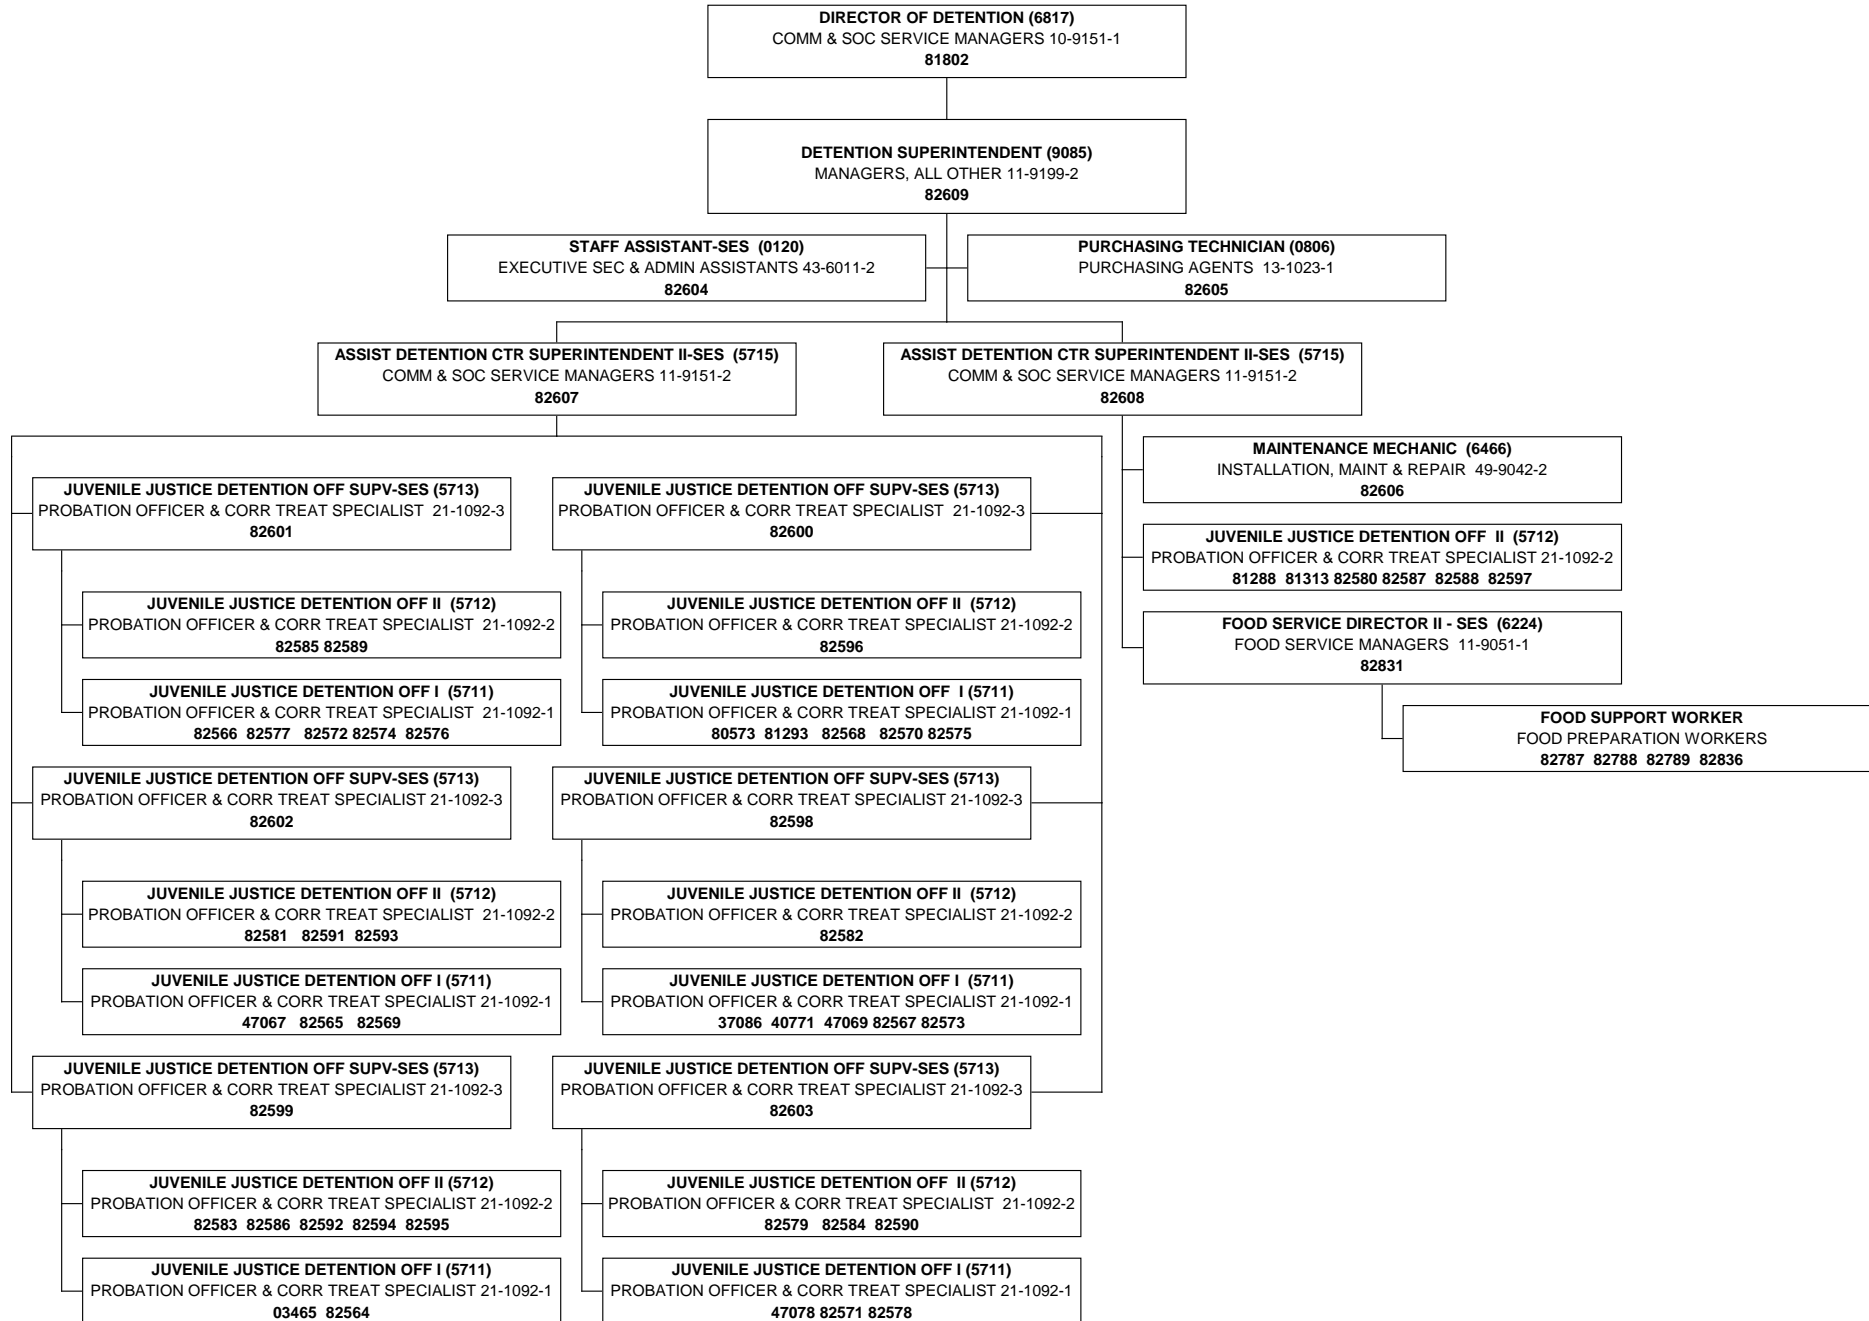 DIRECTOR OF DETENTION (6817)
COMM & SOC SERVICE MANAGERS 10-9151-1
81802
DETENTION SUPERINTENDENT (9085)
MANAGERS, ALL OTHER 11-9199-2
82609
STAFF ASSISTANT-SES (0120)
EXECUTIVE SEC & ADMIN ASSISTANTS 43-6011-2
82604
PURCHASING TECHNICIAN (0806)
PURCHASING AGENTS 13-1023-1
82605
ASSIST DETENTION CTR SUPERINTENDENT II-SES (5715)
COMM & SOC SERVICE MANAGERS 11-9151-2
82607
ASSIST DETENTION CTR SUPERINTENDENT II-SES (5715)
COMM & SOC SERVICE MANAGERS 11-9151-2
82608
JUVENILE JUSTICE DETENTION OFF SUPV-SES (5713)
PROBATION OFFICER & CORR TREAT SPECIALIST 21-1092-3
82601
JUVENILE JUSTICE DETENTION OFF II (5712)
PROBATION OFFICER & CORR TREAT SPECIALIST 21-1092-2
82585 82589
JUVENILE JUSTICE DETENTION OFF I (5711)
PROBATION OFFICER & CORR TREAT SPECIALIST 21-1092-1
82566 82577 82572 82574 82576
JUVENILE JUSTICE DETENTION OFF SUPV-SES (5713)
PROBATION OFFICER & CORR TREAT SPECIALIST 21-1092-3
82602
JUVENILE JUSTICE DETENTION OFF II (5712)
PROBATION OFFICER & CORR TREAT SPECIALIST 21-1092-2
82581 82591 82593
JUVENILE JUSTICE DETENTION OFF I (5711)
PROBATION OFFICER & CORR TREAT SPECIALIST 21-1092-1
47067 82565 82569
JUVENILE JUSTICE DETENTION OFF SUPV-SES (5713)
PROBATION OFFICER & CORR TREAT SPECIALIST 21-1092-3
82599
JUVENILE JUSTICE DETENTION OFF II (5712)
PROBATION OFFICER & CORR TREAT SPECIALIST 21-1092-2
82583 82586 82592 82594 82595
JUVENILE JUSTICE DETENTION OFF I (5711)
PROBATION OFFICER & CORR TREAT SPECIALIST 21-1092-1
03465 82564
JUVENILE JUSTICE DETENTION OFF SUPV-SES (5713)
PROBATION OFFICER & CORR TREAT SPECIALIST 21-1092-3
82600
JUVENILE JUSTICE DETENTION OFF II (5712)
PROBATION OFFICER & CORR TREAT SPECIALIST 21-1092-2
82596
JUVENILE JUSTICE DETENTION OFF I (5711)
PROBATION OFFICER & CORR TREAT SPECIALIST 21-1092-1
80573 81293 82568 82570 82575
JUVENILE JUSTICE DETENTION OFF SUPV-SES (5713)
PROBATION OFFICER & CORR TREAT SPECIALIST 21-1092-3
82598
JUVENILE JUSTICE DETENTION OFF II (5712)
PROBATION OFFICER & CORR TREAT SPECIALIST 21-1092-2
82582
JUVENILE JUSTICE DETENTION OFF I (5711)
PROBATION OFFICER & CORR TREAT SPECIALIST 21-1092-1
37086 40771 47069 82567 82573
JUVENILE JUSTICE DETENTION OFF SUPV-SES (5713)
PROBATION OFFICER & CORR TREAT SPECIALIST 21-1092-3
82603
JUVENILE JUSTICE DETENTION OFF II (5712)
PROBATION OFFICER & CORR TREAT SPECIALIST 21-1092-2
82579 82584 82590
JUVENILE JUSTICE DETENTION OFF I (5711)
PROBATION OFFICER & CORR TREAT SPECIALIST 21-1092-1
47078 82571 82578
MAINTENANCE MECHANIC (6466)
INSTALLATION, MAINT & REPAIR 49-9042-2
82606
JUVENILE JUSTICE DETENTION OFF II (5712)
PROBATION OFFICER & CORR TREAT SPECIALIST 21-1092-2
81288 81313 82580 82587 82588 82597
FOOD SERVICE DIRECTOR II - SES (6224)
FOOD SERVICE MANAGERS 11-9051-1
82831
FOOD SUPPORT WORKER
FOOD PREPARATION WORKERS
82787 82788 82789 82836